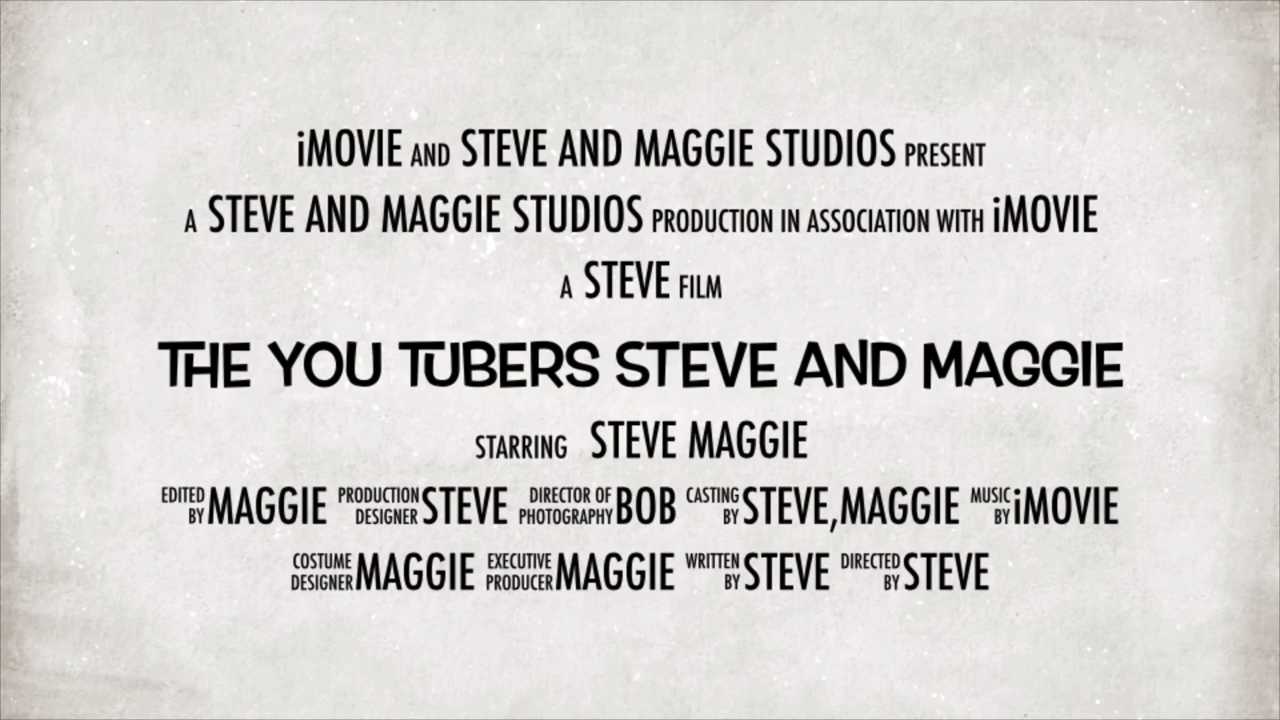 iMOVIE AND STEVE AND MAGGIE STUDIOS PRESENT
A STEVE AND MAGGIE STUDIOS PRODUCTION IN ASSOCIATION WITH iMOVIE
A STEVE FILM
THE YOU TUBERS STEVE AND MAGGIE
STARRING STEVE MAGGIE
EDITED BY MAGGIE PRODUCTION DESIGNER STEVE DIRECTOR OF PHOTOGRAPHY BOB CASTING BY STEVE,MAGGIE MUSIC BY iMOVIE
COSTUME DESIGNER MAGGIE EXECUTIVE PRODUCER MAGGIE WRITTEN BY STEVE DIRECTED BY STEVE